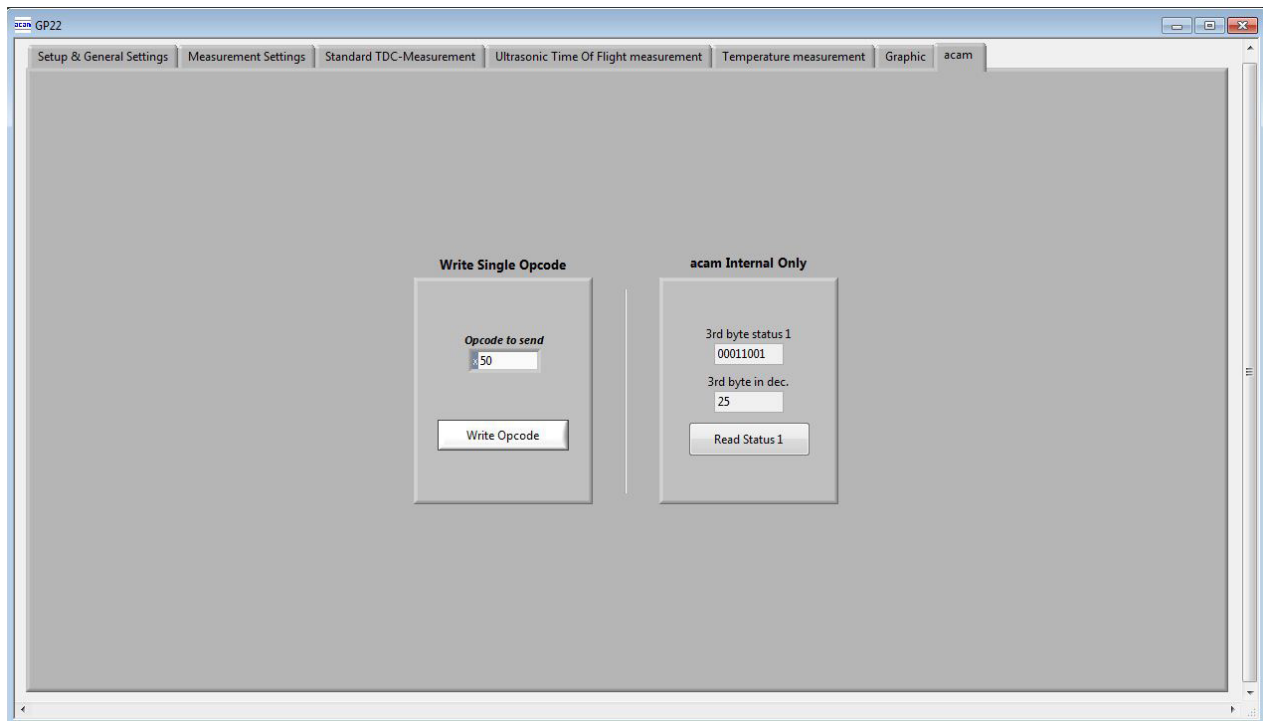 acam GP22
Setup & General Settings Measurement Settings Standard TDC-Measurement Ultrasonic Time Of Flight measurement Temperature measurement Graphic acam
Write Single Opcode
Opcode to send
x 50
Write Opcode
acam Internal Only
3rd byte status 1
00011001
3rd byte in dec.
25
Read Status 1